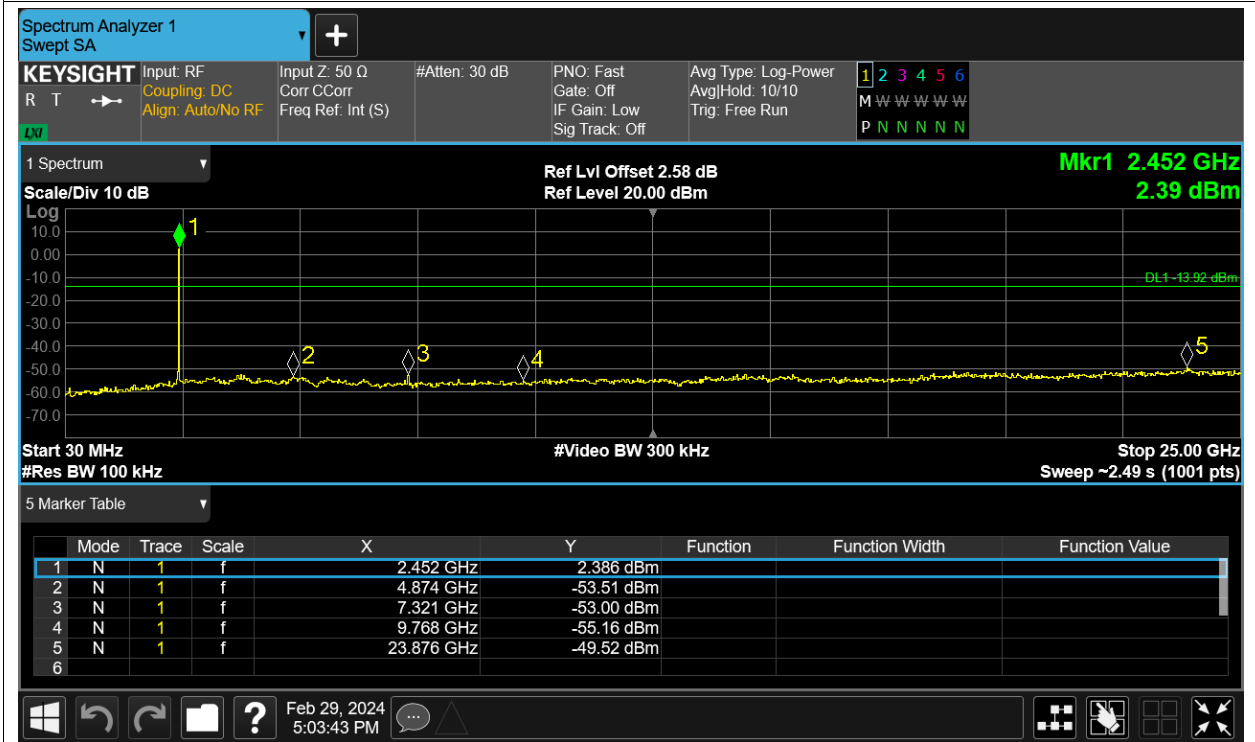 Spectrum Analyzer 1
Swept SA
+
KEYSIGHT
R T
LXI
Input: RF
Coupling: DC
Align: Auto/No RF
Input Z: 50 Ω
Corr CCorr
Freq Ref: Int (S)
#Atten: 30 dB
PNO: Fast
Gate: Off
IF Gain: Low
Sig Track: Off
Avg Type: Log-Power
Avg|Hold: 10/10
Trig: Free Run
1 2 3 4 5 6
M W W W W W
P N N N N N
1 Spectrum
Scale/Div 10 dB
Ref Lvl Offset 2.58 dB
Ref Level 20.00 dBm
Mkr1 2.452 GHz
2.39 dBm
Log
10.0
0.00
-10.0
-20.0
-30.0
-40.0
-50.0
-60.0
-70.0
1
2
3
4
5
DL1 -13.92 dBm
Start 30 MHz
#Video BW 300 kHz
Stop 25.00 GHz
#Res BW 100 kHz
Sweep ~2.49 s (1001 pts)
5 Marker Table
Mode Trace Scale X Y Function Function Width Function Value
1 N 1 f 2.452 GHz 2.386 dBm
2 N 1 f 4.874 GHz -53.51 dBm
3 N 1 f 7.321 GHz -53.00 dBm
4 N 1 f 9.768 GHz -55.16 dBm
5 N 1 f 23.876 GHz -49.52 dBm
6
?
Feb 29, 2024
5:03:43 PM